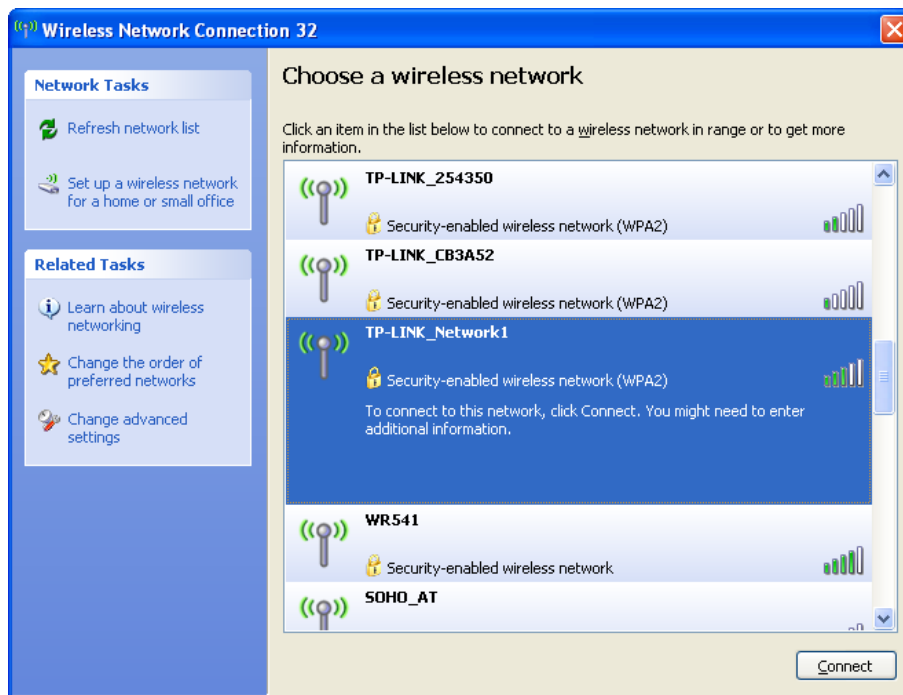 Wireless Network Connection 32
Network Tasks
Refresh network list
Set up a wireless network
for a home or small office
Related Tasks
Learn about wireless
networking
Change the order of
preferred networks
Change advanced
settings
Choose a wireless network
Click an item in the list below to connect to a wireless network in range or to get more
information.
TP-LINK_254350
Security-enabled wireless network (WPA2)
TP-LINK_CB3A52
Security-enabled wireless network (WPA2)
TP-LINK_Network1
Security-enabled wireless network (WPA2)
To connect to this network, click Connect. You might need to enter
additional information.
WR541
Security-enabled wireless network
SOHO_AT
Connect